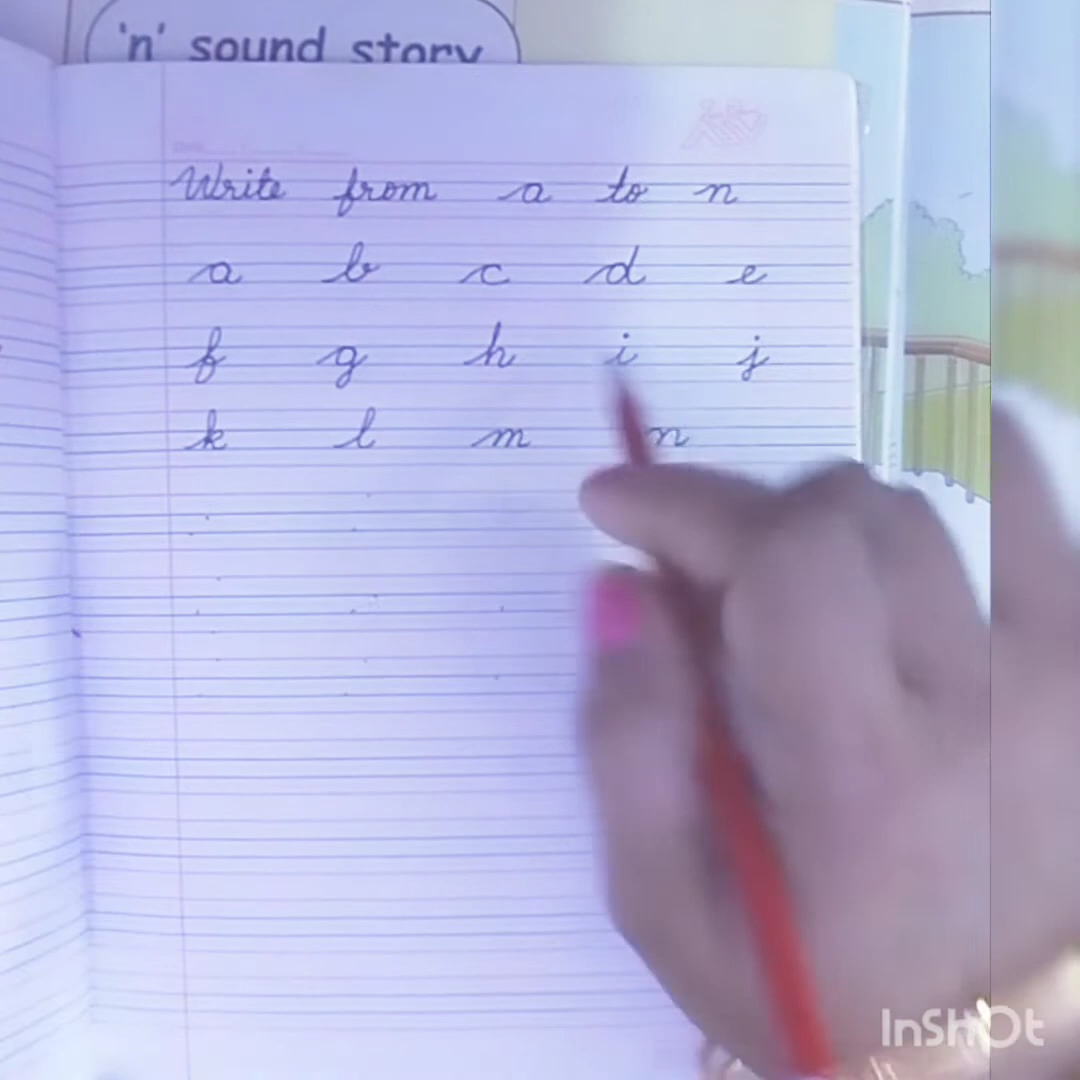 'n' sound story
Write from a to n
a b c d e
f g h i j
k l m n
InShOt